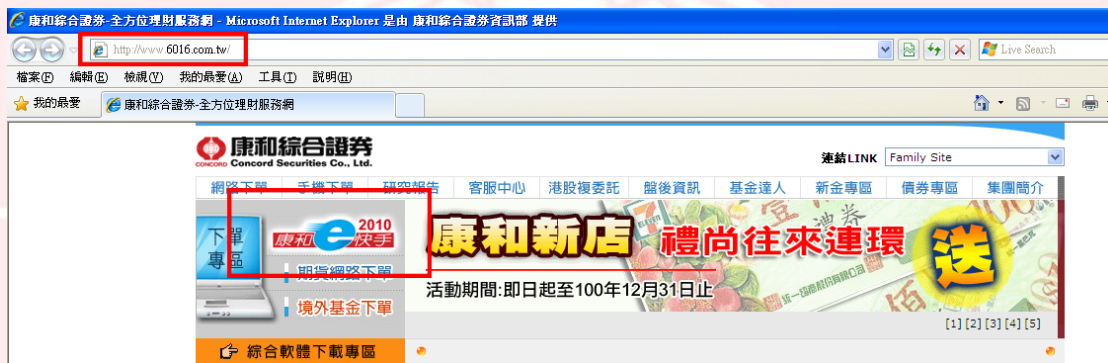 康和綜合證券-全方位理財服務網 - Microsoft Internet Explorer 是由 康和綜合證券資訊部 提供
http://www.6016.com.tw/
Live Search
檔案(F) 編輯(E) 檢視(V) 我的最愛(A) 工具(T) 說明(H)
我的最愛 康和綜合證券-全方位理財服務網
康和綜合證券
CONCORD Concord Securities Co., Ltd.
連結LINK Family Site
網路下單 手機下單 研究報告 客服中心 港股複委託 盤後資訊 基金達人 新金專區 債券專區 集團簡介
下單專區
康和e快手 2010
期貨網路下單
境外基金下單
康和新店 禮尚往來連環送
活動期間:即日起至100年12月31日止
[1] [2] [3] [4] [5]
綜合軟體下載專區